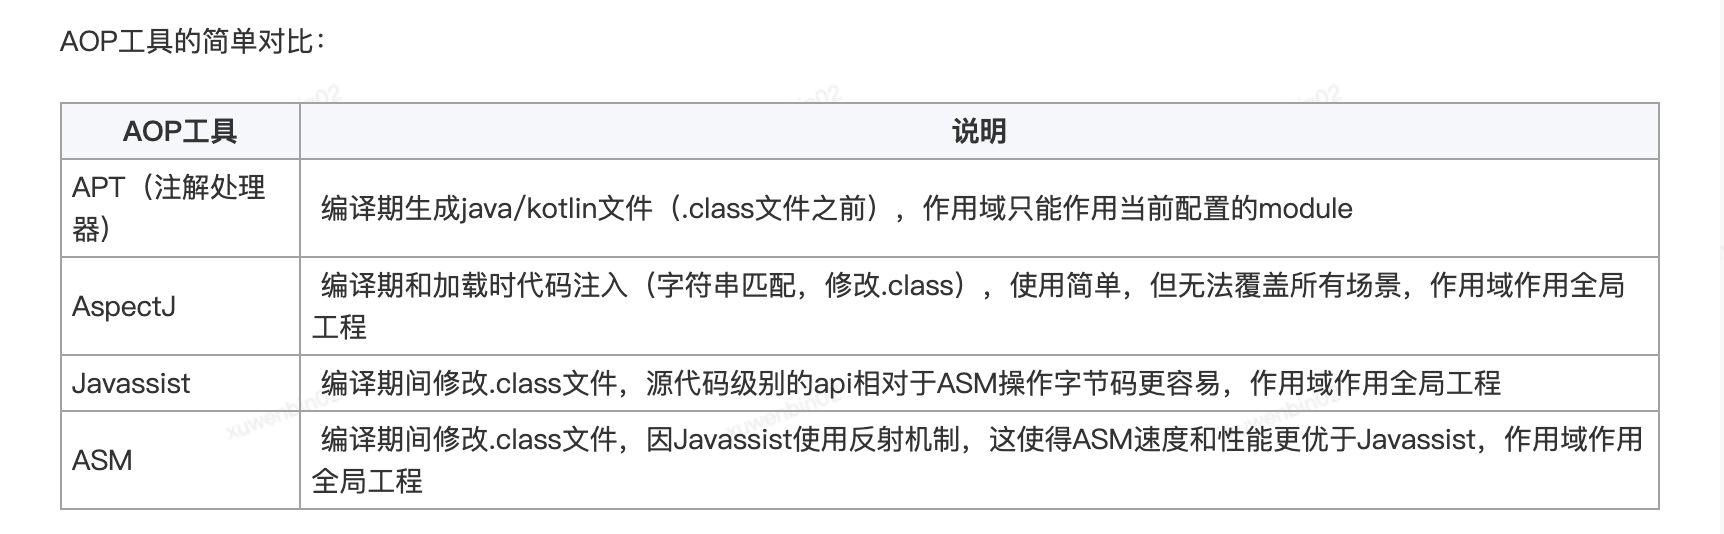 AOP工具的简单对比：
AOP工具
说明
APT（注解处理
器）
编译期生成java/kotlin文件（.class文件之前），作用域只能作用当前配置的module
AspectJ
编译期和加载时代码注入（字符串匹配，修改.class），使用简单，但无法覆盖所有场景，作用域作用全局
工程
Javassist
编译期间修改.class文件，源代码级别的api相对于ASM操作字节码更容易，作用域作用全局工程
ASM
编译期间修改.class文件，因Javassist使用反射机制，这使得ASM速度和性能更优于Javassist，作用域作用
全局工程
xuwenbin02
xuwenbin02
xuwenbin02